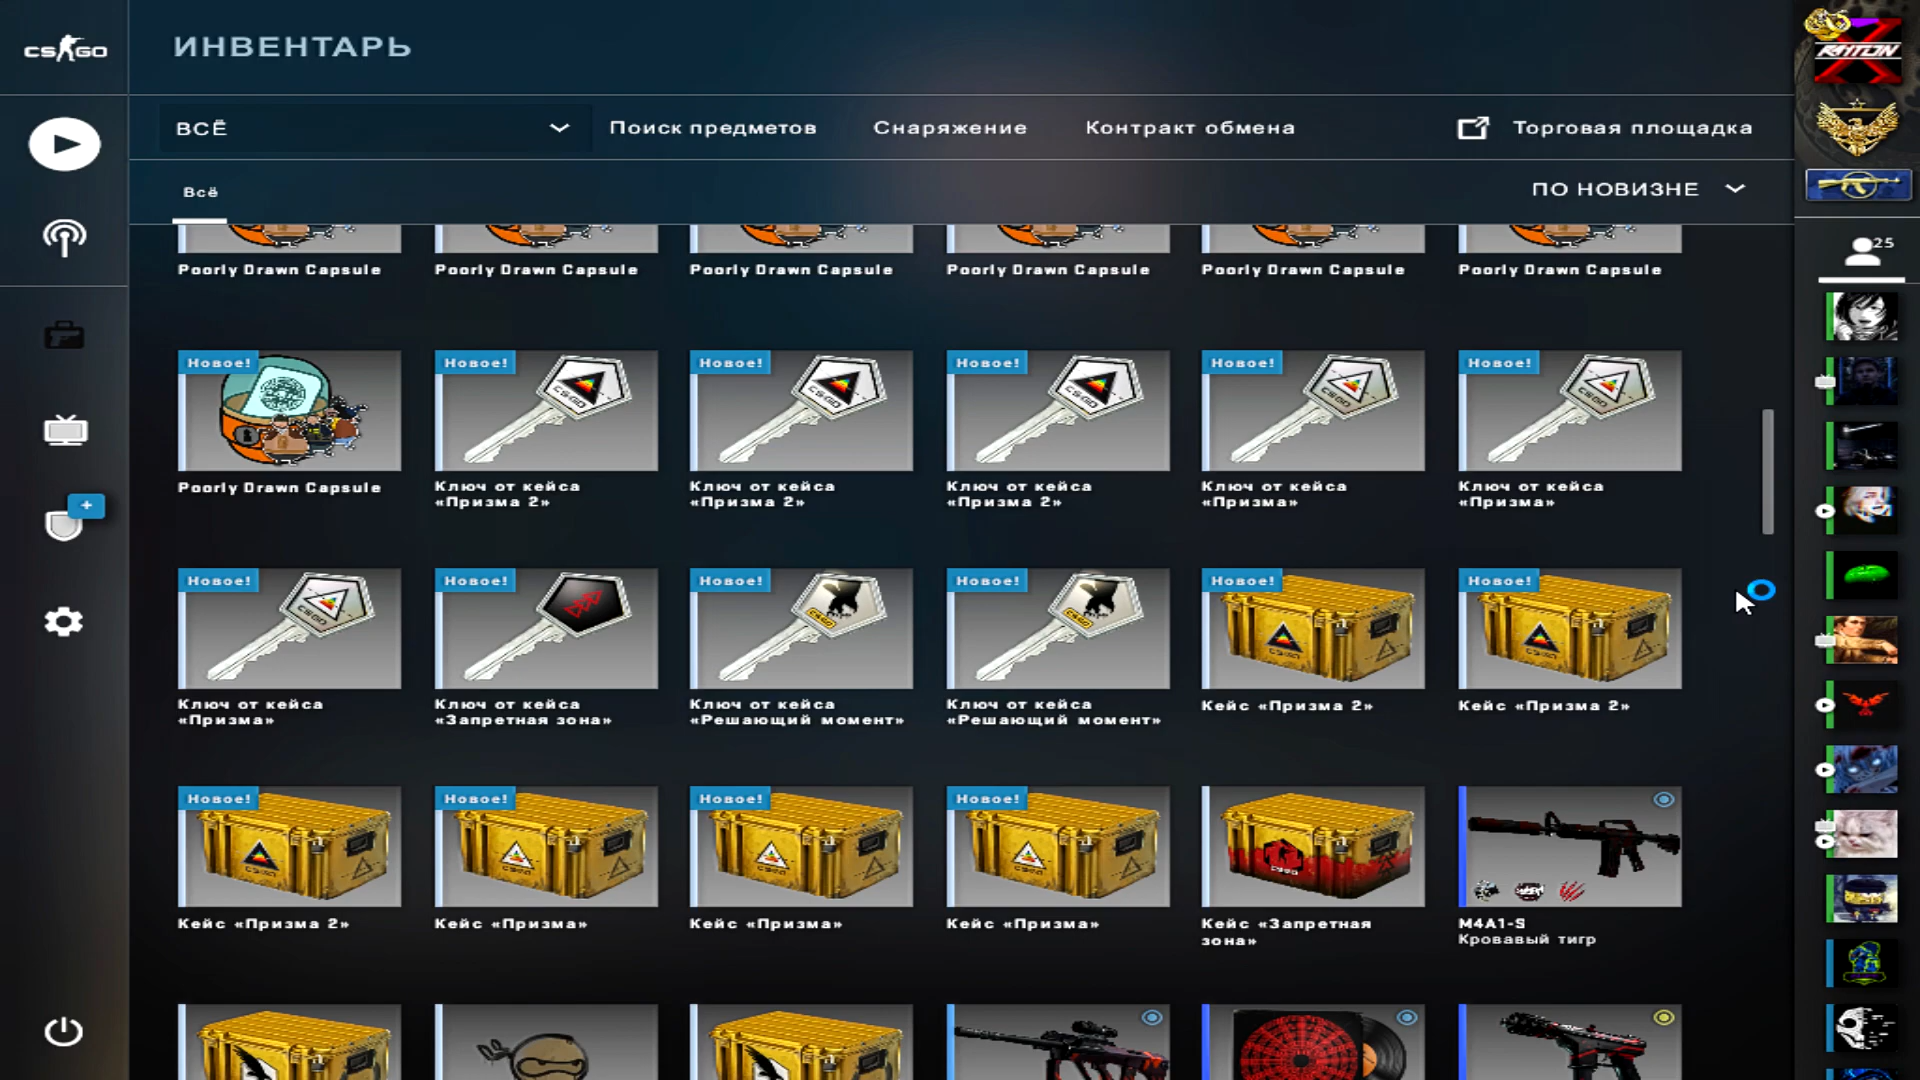 CS GO
ИНВЕНТАРЬ
ВСЁ
Поиск предметов
Снаряжение
Контракт обмена
Торговая площадка
Всё
ПО НОВИЗНЕ
RAYTON
25
Poorly Drawn Capsule
Poorly Drawn Capsule
Poorly Drawn Capsule
Poorly Drawn Capsule
Poorly Drawn Capsule
Poorly Drawn Capsule
Новое!
Новое!
Новое!
Новое!
Новое!
Новое!
Poorly Drawn Capsule
Ключ от кейса
«Призма 2»
Ключ от кейса
«Призма 2»
Ключ от кейса
«Призма 2»
Ключ от кейса
«Призма»
Ключ от кейса
«Призма»
Новое!
Новое!
Новое!
Новое!
Новое!
Новое!
Ключ от кейса
«Призма»
Ключ от кейса
«Запретная зона»
Ключ от кейса
«Решающий момент»
Ключ от кейса
«Решающий момент»
Кейс «Призма 2»
Кейс «Призма 2»
Новое!
Новое!
Новое!
Новое!
Кейс «Призма 2»
Кейс «Призма»
Кейс «Призма»
Кейс «Призма»
Кейс «Запретная
зона»
M4A1-S
Кровавый тигр